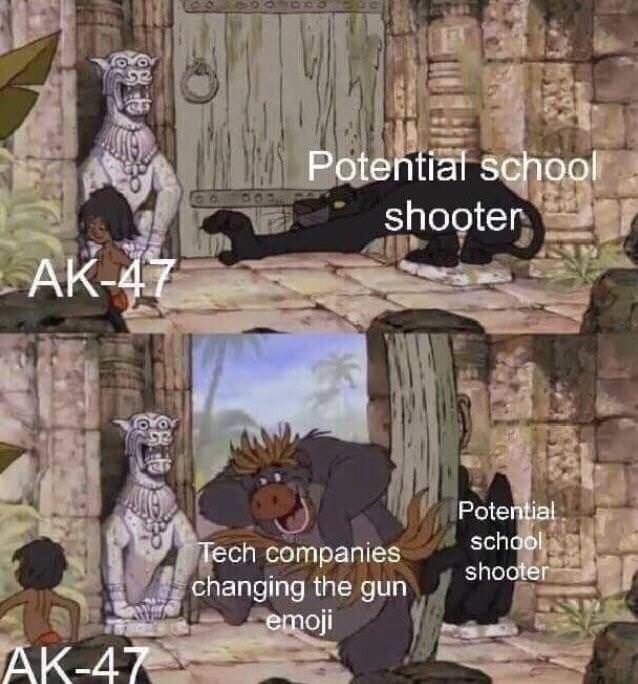 Potential school
shooter
AK-47
Tech companies
changing the gun
emoji
Potential
school
shooter
AK-47